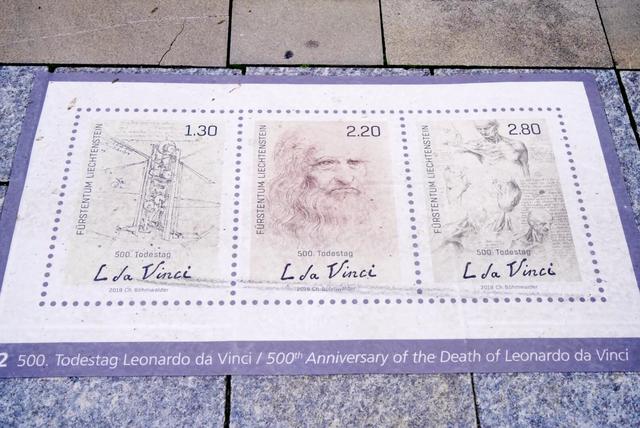 1.30
FÜRSTENTUM LIECHTENSTEIN
500. Todestag
L da Vinci
2019 Ch. Böhmwalder
2.20
FÜRSTENTUM LIECHTENSTEIN
500. Todestag
L da Vinci
2019 Ch. Böhmwalder
2.80
FÜRSTENTUM LIECHTENSTEIN
500. Todestag
L da Vinci
2019 Ch. Böhmwalder
2 500. Todestag Leonardo da Vinci / 500th Anniversary of the Death of Leonardo da Vinci